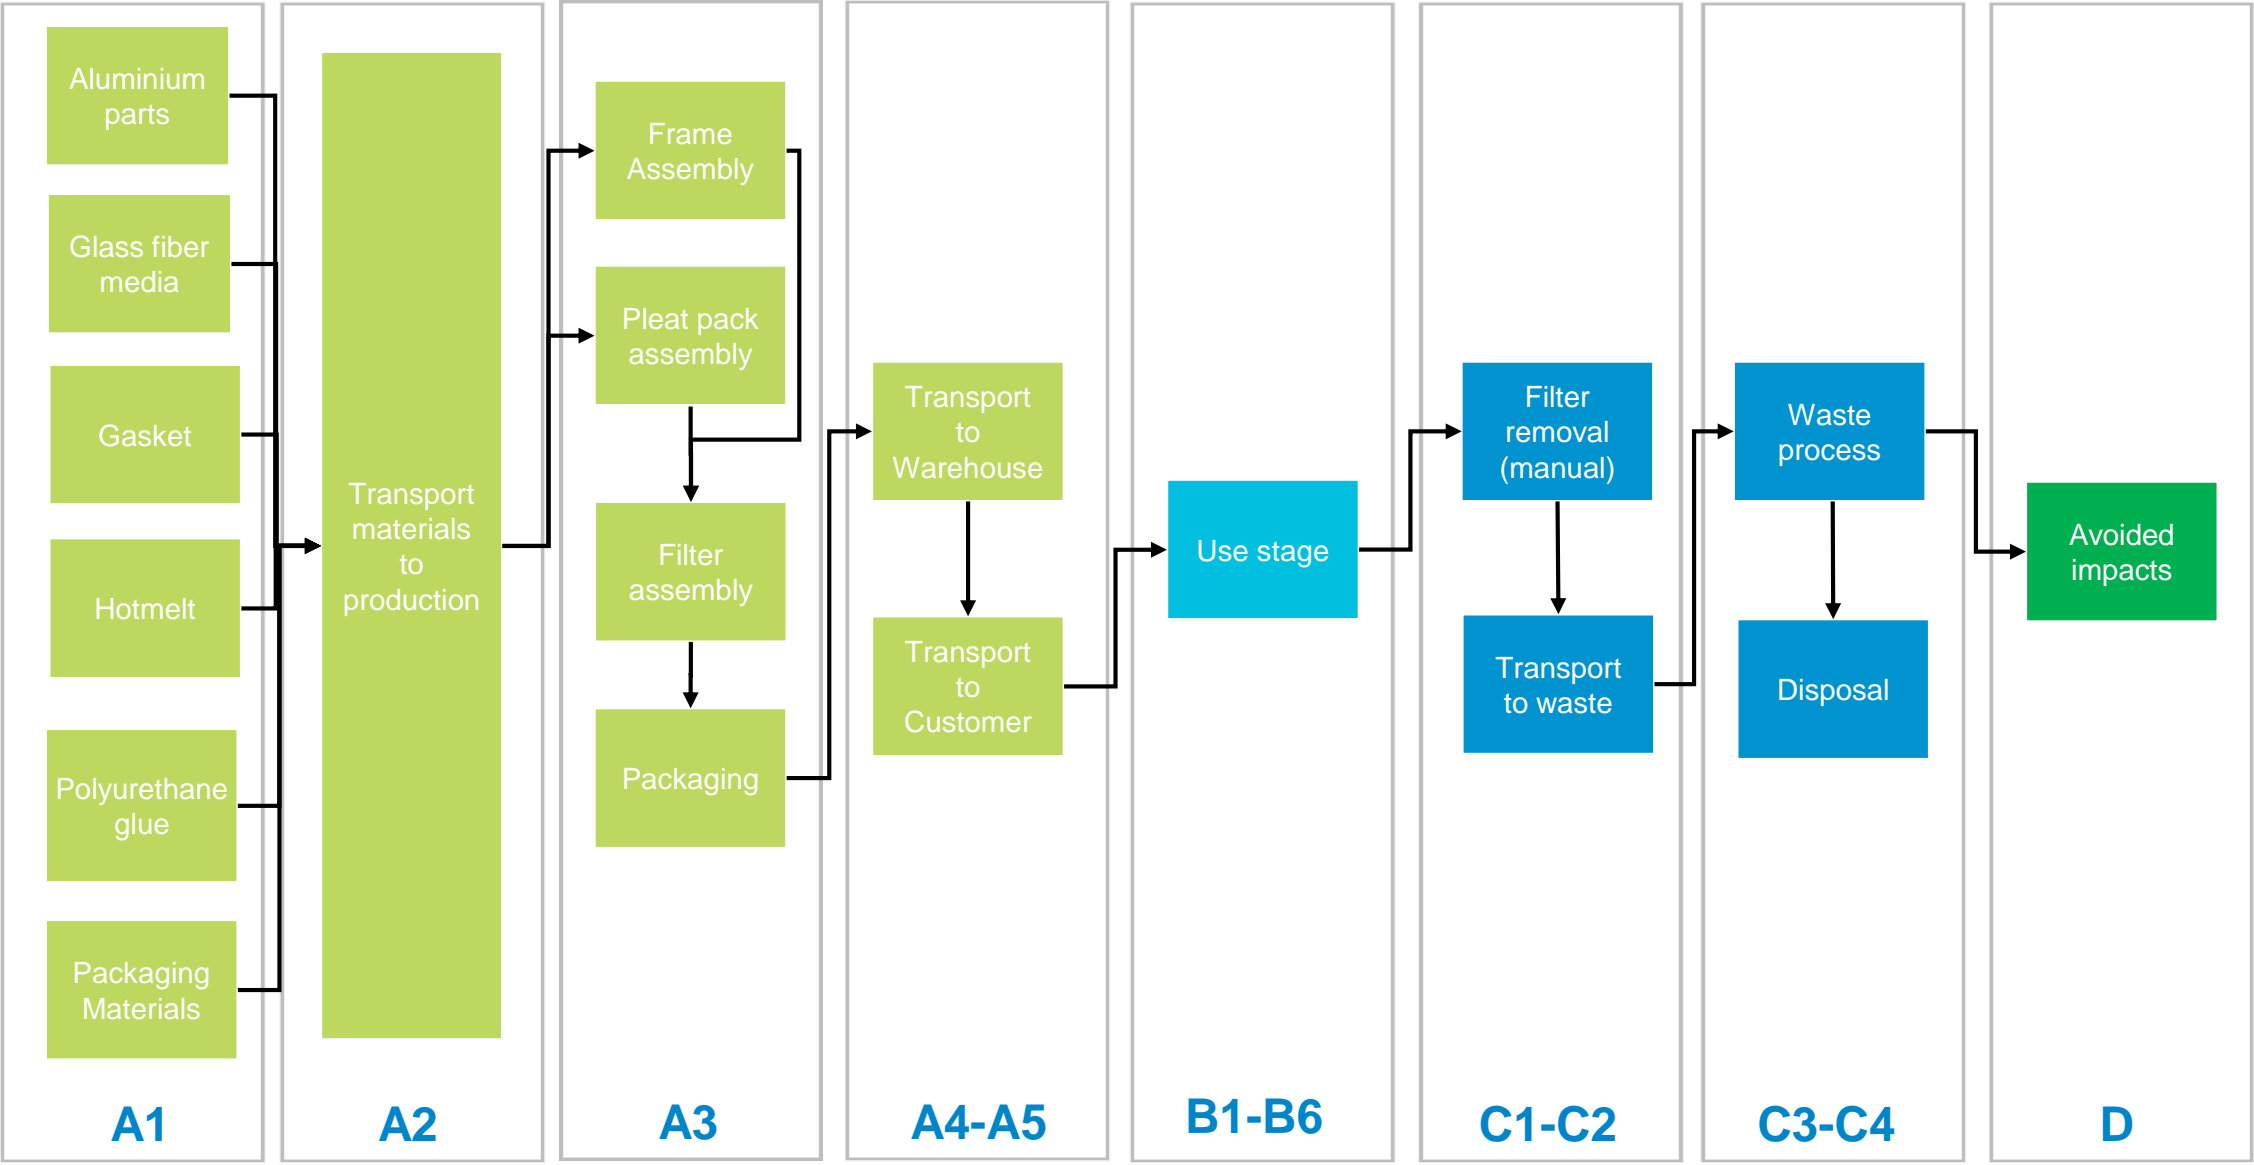 Aluminium
parts
Glass fiber
media
Gasket
Hotmelt
Polyurethane
glue
Packaging
Materials
A1
Transport
materials
to
production
A2
Frame
Assembly
Pleat pack
assembly
Filter
assembly
Packaging
A3
Transport
to
Warehouse
Transport
to
Customer
A4-A5
Use stage
B1-B6
Filter
removal
(manual)
Transport
to waste
C1-C2
Waste
process
Disposal
C3-C4
Avoided
impacts
D